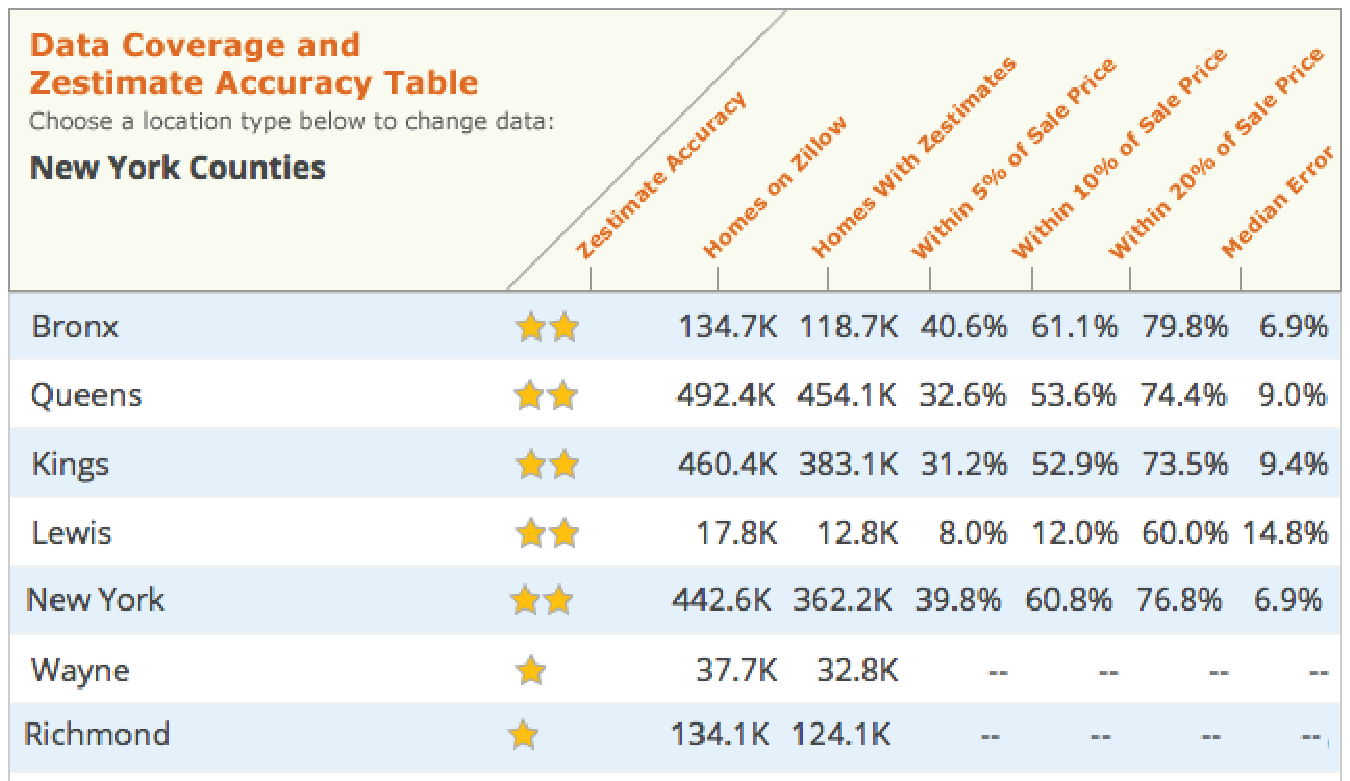 Data Coverage and
Zestimate Accuracy Table
Choose a location type below to change data:
New York Counties
Zestimate Accuracy
Homes on Zillow
Homes With Zestimates
Within 5% of Sale Price
Within 10% of Sale Price
Within 20% of Sale Price
Median Error
Bronx 134.7K 118.7K 40.6% 61.1% 79.8% 6.9%
Queens 492.4K 454.1K 32.6% 53.6% 74.4% 9.0%
Kings 460.4K 383.1K 31.2% 52.9% 73.5% 9.4%
Lewis 17.8K 12.8K 8.0% 12.0% 60.0% 14.8%
New York 442.6K 362.2K 39.8% 60.8% 76.8% 6.9%
Wayne 37.7K 32.8K -- -- -- --
Richmond 134.1K 124.1K -- -- -- --